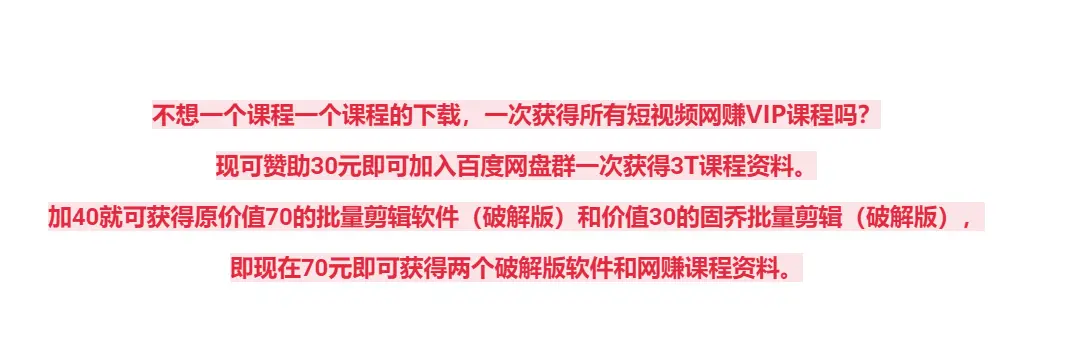 不想一个课程一个课程的下载，一次获得所有短视频网赚VIP课程吗？
现可赞助30元即可加入百度网盘群一次获得3T课程资料。
加40就可获得原价值70的批量剪辑软件（破解版）和价值30的固乔批量剪辑（破解版），
即现在70元即可获得两个破解版软件和网赚课程资料。